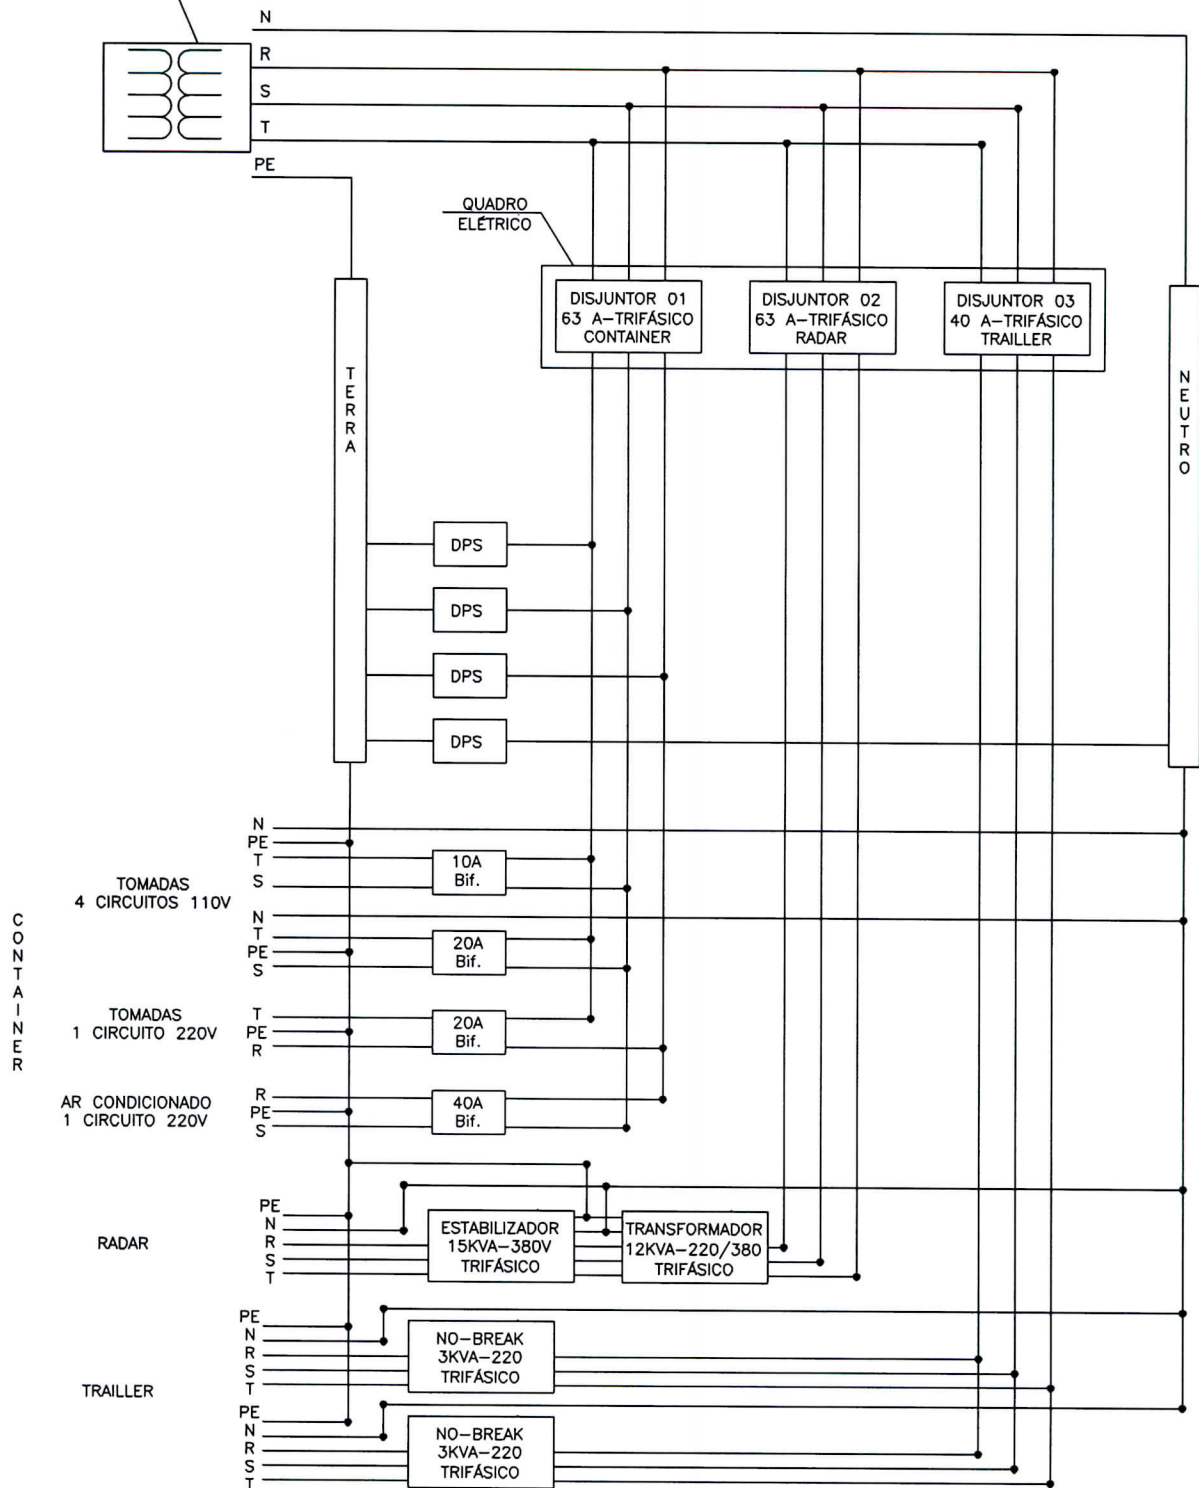 N
R
S
T
PE
QUADRO
ELÉTRICO
DISJUNTOR 01
63 A-TRIFÁSICO
CONTAINER
DISJUNTOR 02
63 A-TRIFÁSICO
RADAR
DISJUNTOR 03
40 A-TRIFÁSICO
TRAILLER
TERRA
NEUTRO
DPS
DPS
DPS
DPS
CONTAINER
TOMADAS
4 CIRCUITOS 110V
N
PE
T
S
10A
Bif.
N
T
PE
S
20A
Bif.
TOMADAS
1 CIRCUITO 220V
T
PE
R
20A
Bif.
AR CONDICIONADO
1 CIRCUITO 220V
R
PE
S
40A
Bif.
RADAR
PE
N
R
S
T
ESTABILIZADOR
15KVA-380V
TRIFÁSICO
TRANSFORMADOR
12KVA-220/380
TRIFÁSICO
TRAILLER
PE
N
R
S
T
NO-BREAK
3KVA-220
TRIFÁSICO
PE
N
R
S
T
NO-BREAK
3KVA-220
TRIFÁSICO